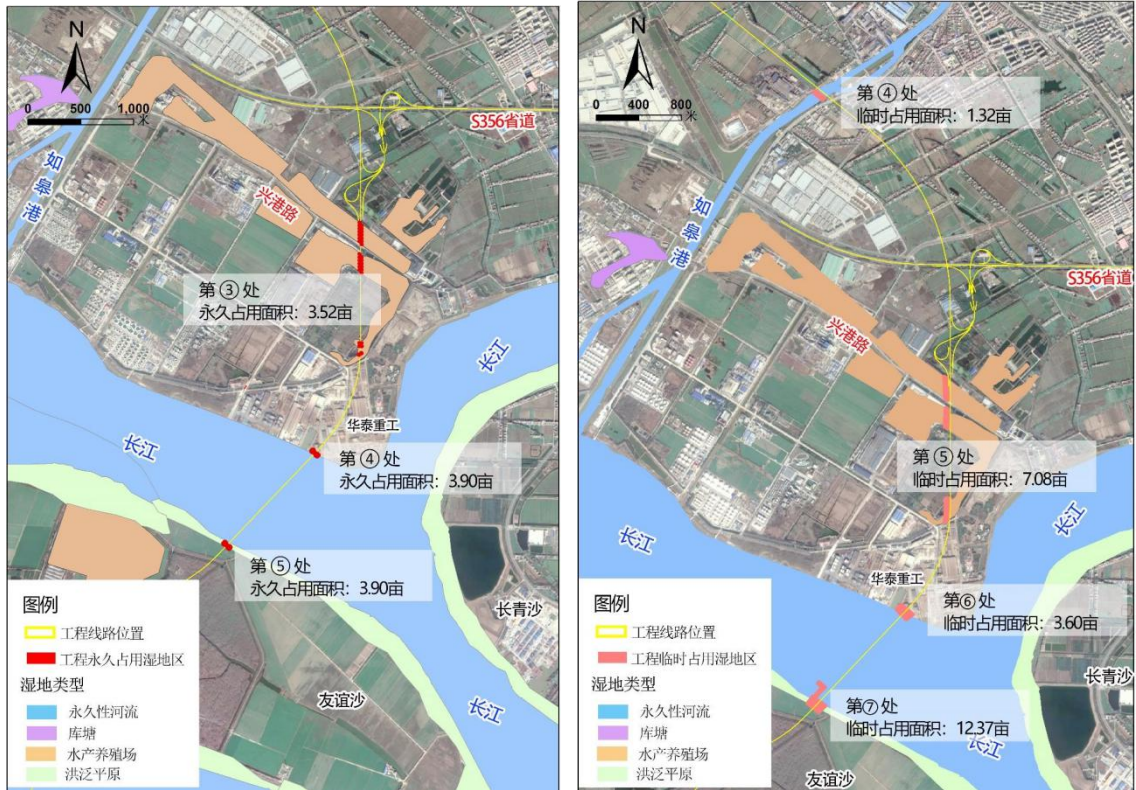 N
0 500 1,000
米
S356省道
如皋港
兴港路
第③处
永久占用面积：3.52亩
长江
华泰重工
长江
第④处
永久占用面积：3.90亩
第⑤处
永久占用面积：3.90亩
长青沙
友谊沙
长江
图例
工程线路位置
工程永久占用湿地区
湿地类型
永久性河流
库塘
水产养殖场
洪泛平原
N
0 400 800
米
第④处
临时占用面积：1.32亩
如皋港
S356省道
兴港路
第⑤处
临时占用面积：7.08亩
长江
长江
华泰重工
第⑥处
临时占用面积：3.60亩
长青沙
第⑦处
临时占用面积：12.37亩
长江
友谊沙
图例
工程线路位置
工程临时占用湿地区
湿地类型
永久性河流
库塘
水产养殖场
洪泛平原